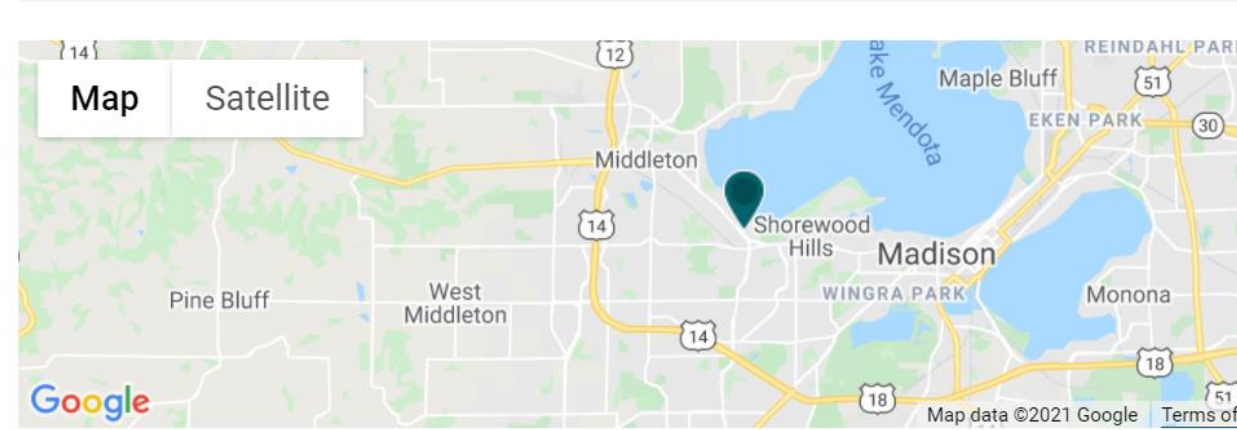 14
12
REINDAHL PAR
Map
Satellite
ake Mendota
Maple Bluff
51
EKEN PARK
30
Middleton
14
Shorewood
Hills
Madison
Pine Bluff
West
Middleton
WINGRA PARK
Monona
14
18
Google
18
51
Map data ©2021 Google
Terms of